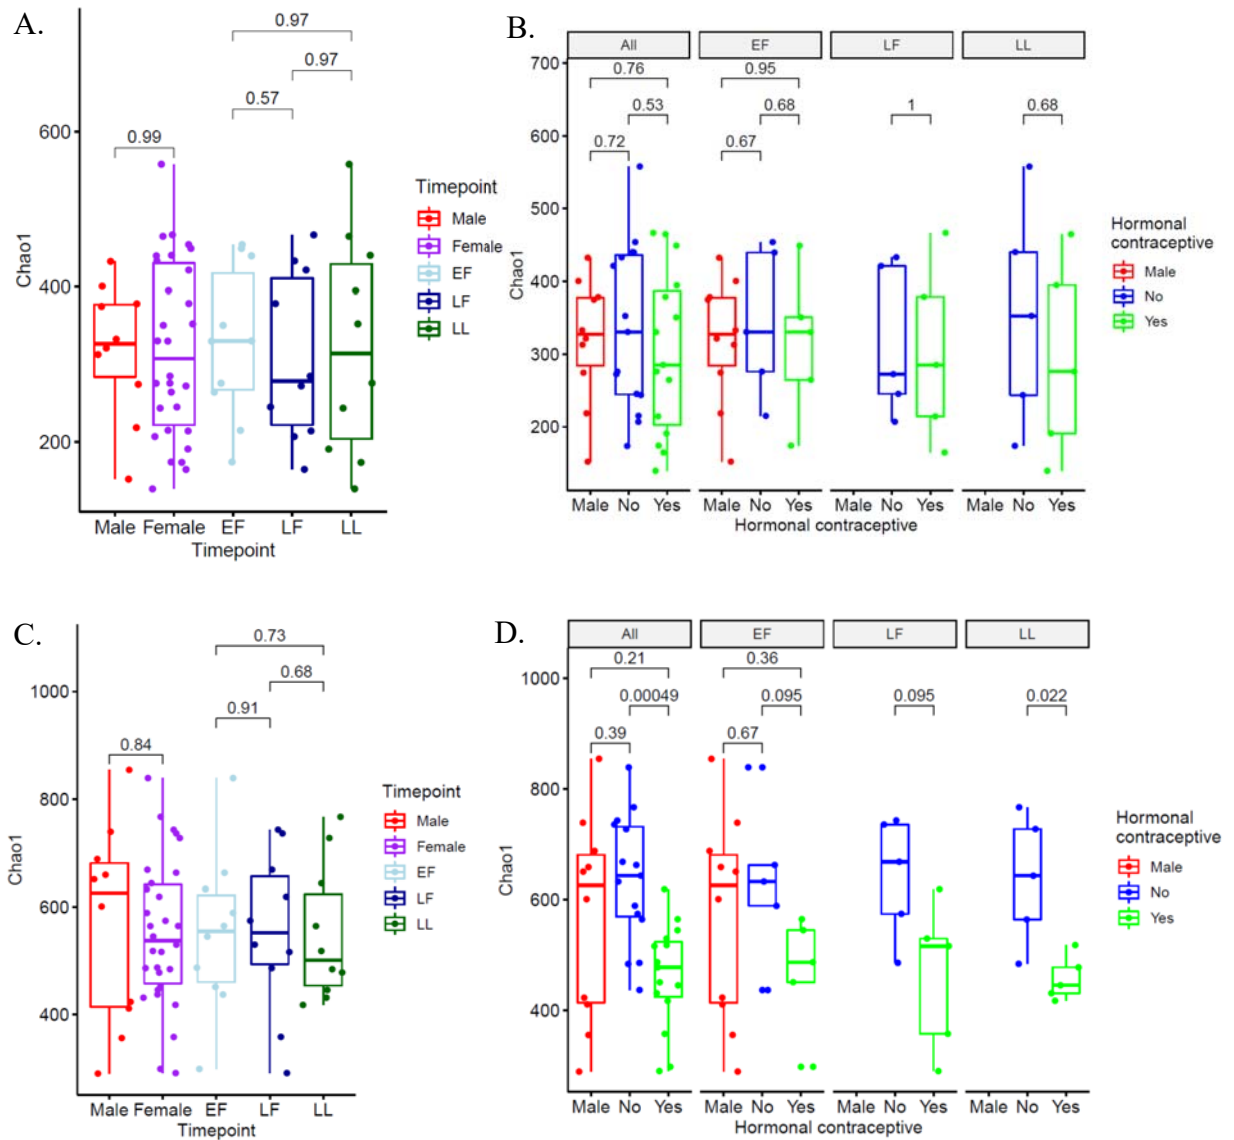 A.
0.97
0.97
0.57
0.99
600
400
200
Chao1
Male Female EF LF LL
Timepoint
Timepoint
Male
Female
EF
LF
LL
B.
All EF LF LL
700
600
500
400
300
200
Chao1
0.76
0.53
0.72
0.95
0.68
0.67
1
0.68
Male No Yes Male No Yes Male No Yes Male No Yes
Hormonal contraceptive
Hormonal
contraceptive
Male
No
Yes
C.
0.73
0.68
0.91
0.84
1000
800
600
400
Chao1
Male Female EF LF LL
Timepoint
Timepoint
Male
Female
EF
LF
LL
D.
All EF LF LL
1000
800
600
400
Chao1
0.21
0.00049
0.39
0.36
0.095
0.67
0.095
0.022
Male No Yes Male No Yes Male No Yes Male No Yes
Hormonal contraceptive
Hormonal
contraceptive
Male
No
Yes